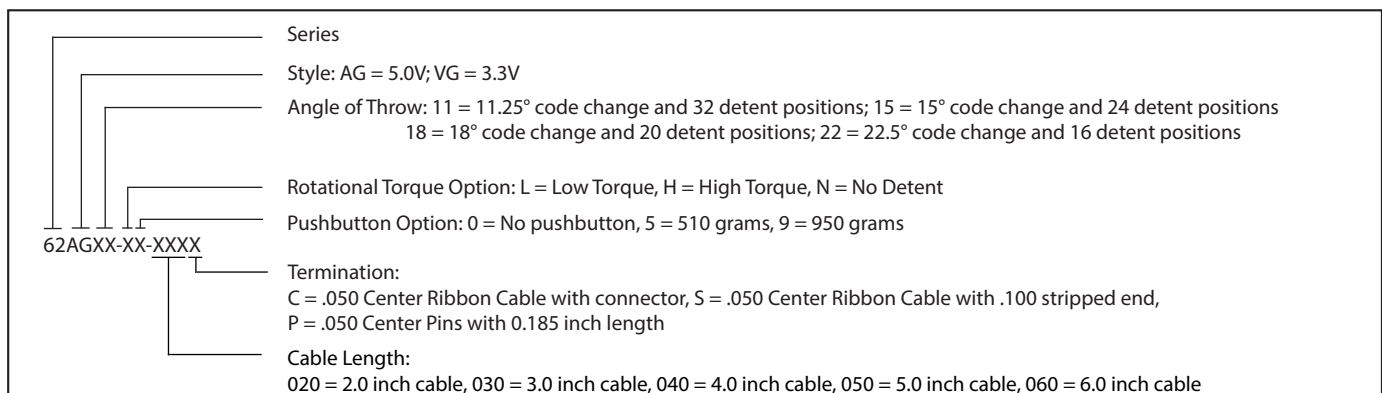 Series
Style: AG = 5.0V; VG = 3.3V
Angle of Throw: 11 = 11.25° code change and 32 detent positions; 15 = 15° code change and 24 detent positions
18 = 18° code change and 20 detent positions; 22 = 22.5° code change and 16 detent positions
Rotational Torque Option: L = Low Torque, H = High Torque, N = No Detent
Pushbutton Option: 0 = No pushbutton, 5 = 510 grams, 9 = 950 grams
62AGXX-XX-XXXX
Termination:
C = .050 Center Ribbon Cable with connector, S = .050 Center Ribbon Cable with .100 stripped end,
P = .050 Center Pins with 0.185 inch length
Cable Length:
020 = 2.0 inch cable, 030 = 3.0 inch cable, 040 = 4.0 inch cable, 050 = 5.0 inch cable, 060 = 6.0 inch cable